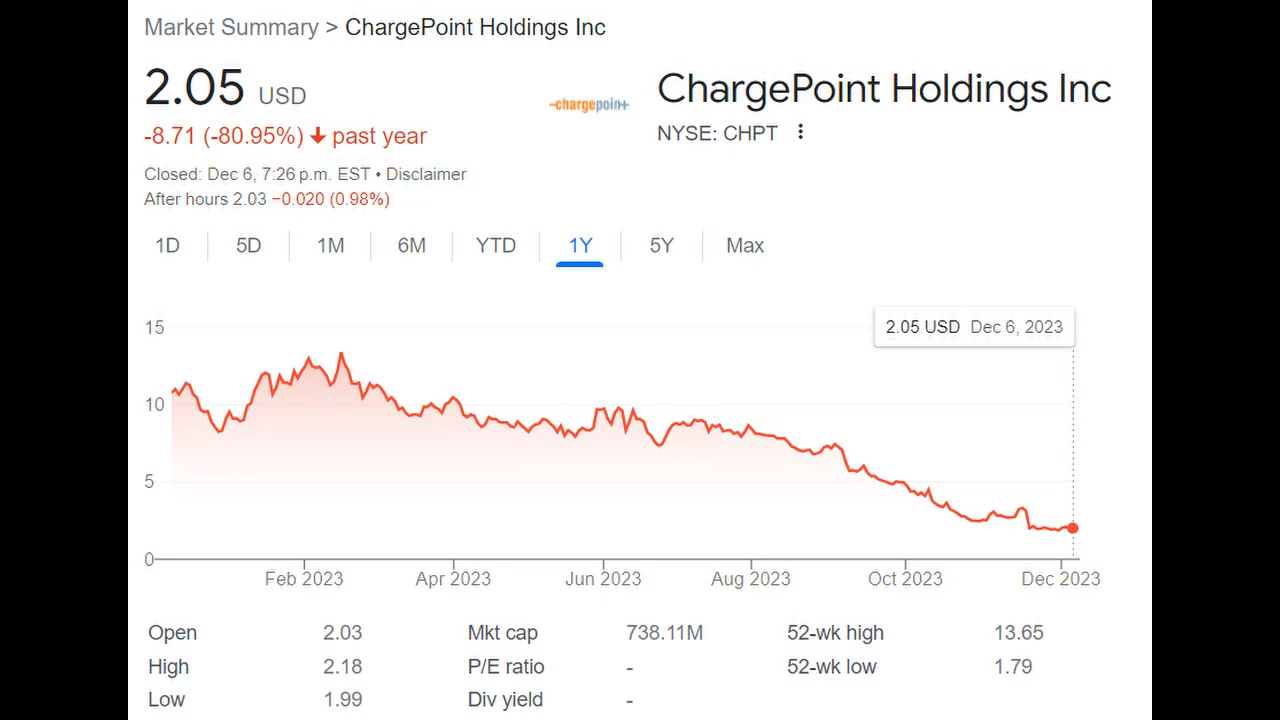 Market Summary > ChargePoint Holdings Inc
2.05 USD
-chargepoin+
ChargePoint Holdings Inc
-8.71 (-80.95%) ↓ past year
NYSE: CHPT ⋮
Closed: Dec 6, 7:26 p.m. EST • Disclaimer
After hours 2.03 −0.020 (0.98%)
1D 5D 1M 6M YTD 1Y 5Y Max
2.05 USD Dec 6, 2023
15
10
5
0
Feb 2023 Apr 2023 Jun 2023 Aug 2023 Oct 2023 Dec 2023
Open 2.03 Mkt cap 738.11M 52-wk high 13.65
High 2.18 P/E ratio - 52-wk low 1.79
Low 1.99 Div yield -